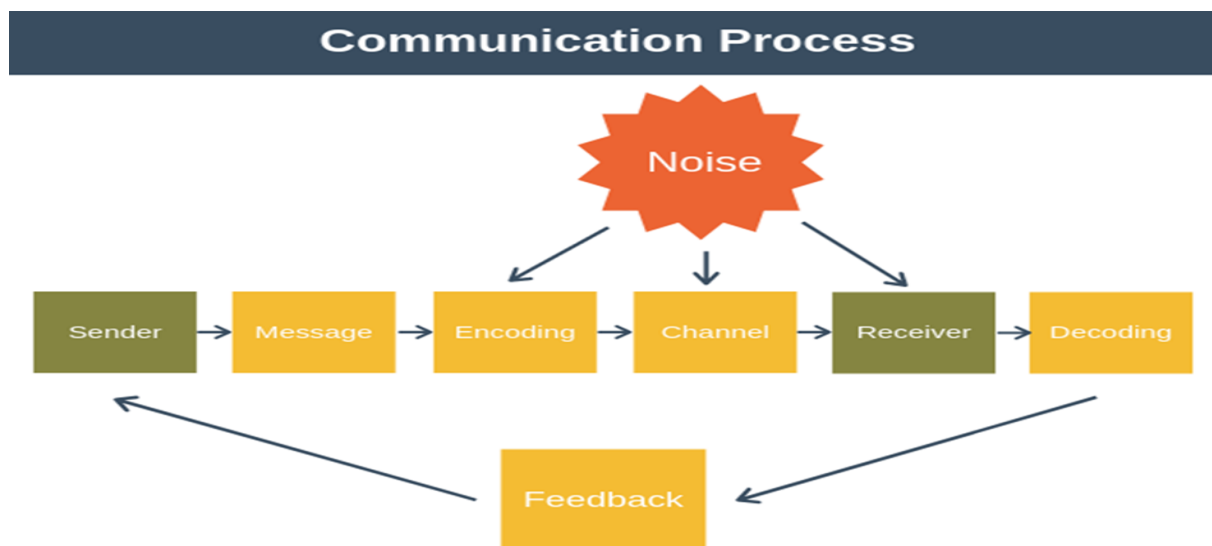 Communication Process
Noise
Sender
Message
Encoding
Channel
Receiver
Decoding
Feedback